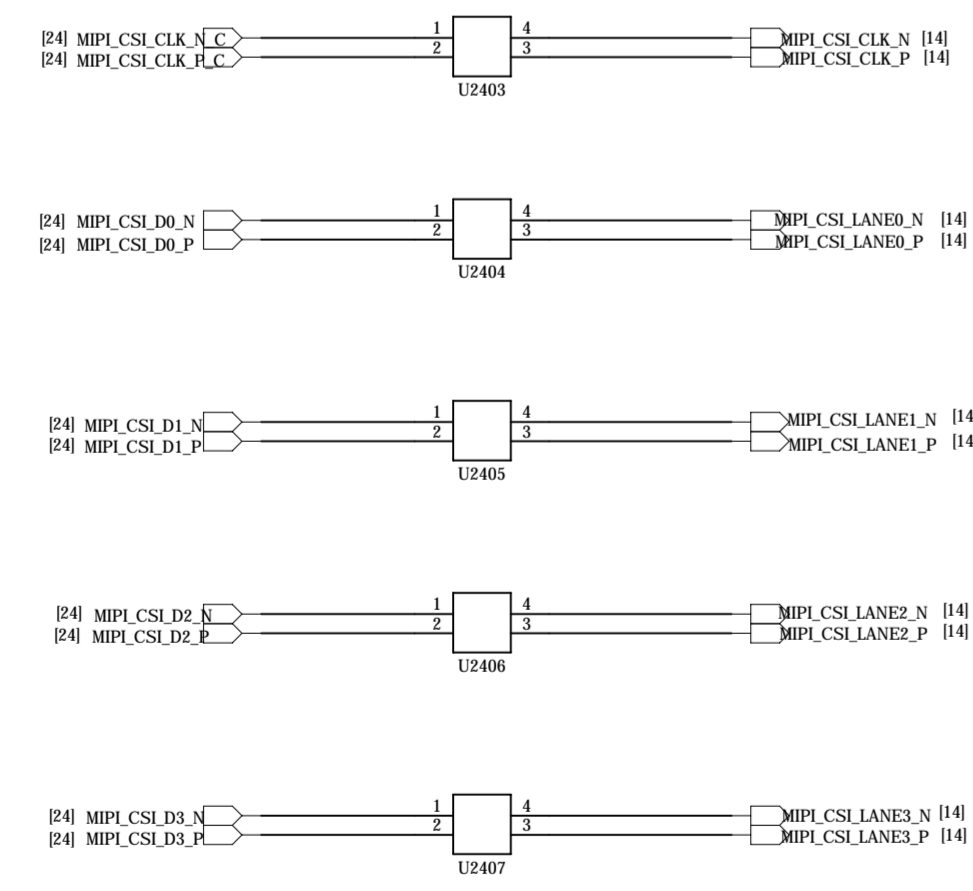 [24] MIPI_CSI_CLK_N_C 1 4 MIPI_CSI_CLK_N [14]
[24] MIPI_CSI_CLK_P_C 2 3 MIPI_CSI_CLK_P [14]
U2403
[24] MIPI_CSI_D0_N 1 4 MIPI_CSI_LANE0_N [14]
[24] MIPI_CSI_D0_P 2 3 MIPI_CSI_LANE0_P [14]
U2404
[24] MIPI_CSI_D1_N 1 4 MIPI_CSI_LANE1_N [14
[24] MIPI_CSI_D1_P 2 3 MIPI_CSI_LANE1_P [14
U2405
[24] MIPI_CSI_D2_N 1 4 MIPI_CSI_LANE2_N [14]
[24] MIPI_CSI_D2_P 2 3 MIPI_CSI_LANE2_P [14]
U2406
[24] MIPI_CSI_D3_N 1 4 MIPI_CSI_LANE3_N [14]
[24] MIPI_CSI_D3_P 2 3 MIPI_CSI_LANE3_P [14]
U2407